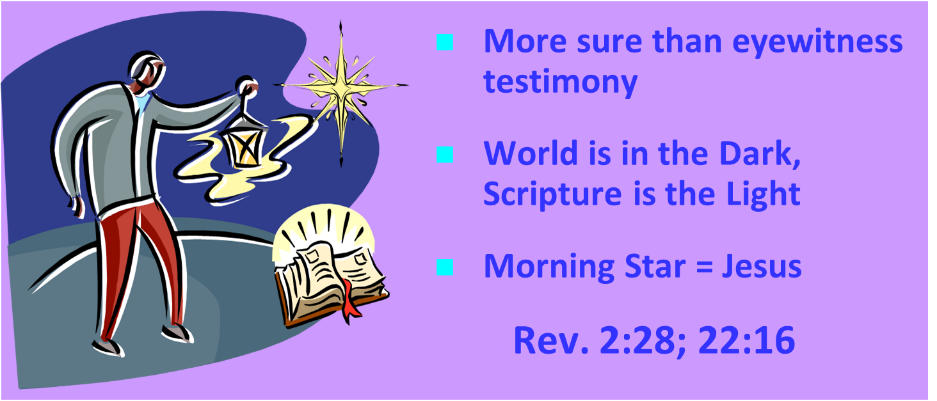 More sure than eyewitness
testimony
World is in the Dark,
Scripture is the Light
Morning Star = Jesus
Rev. 2:28; 22:16